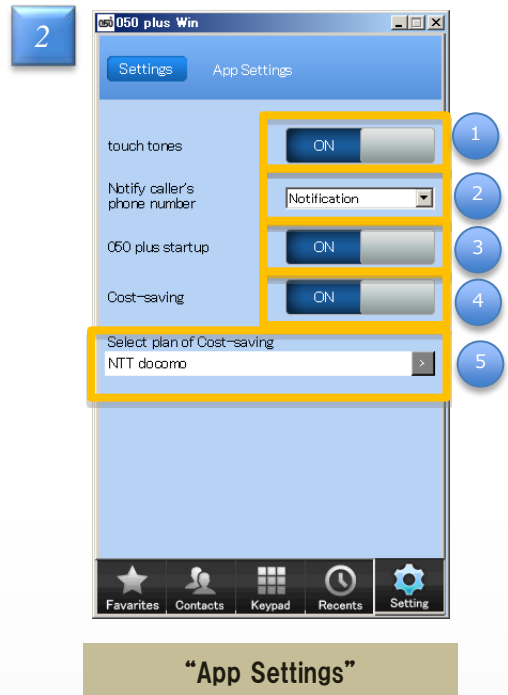 2
050 050 plus Win
Settings App Settings
touch tones ON 1
Notify caller's
phone number Notification 2
050 plus startup ON 3
Cost-saving ON 4
Select plan of Cost-saving
NTT docomo > 5
Favarites Contacts Keypad Recents Setting
“App Settings”